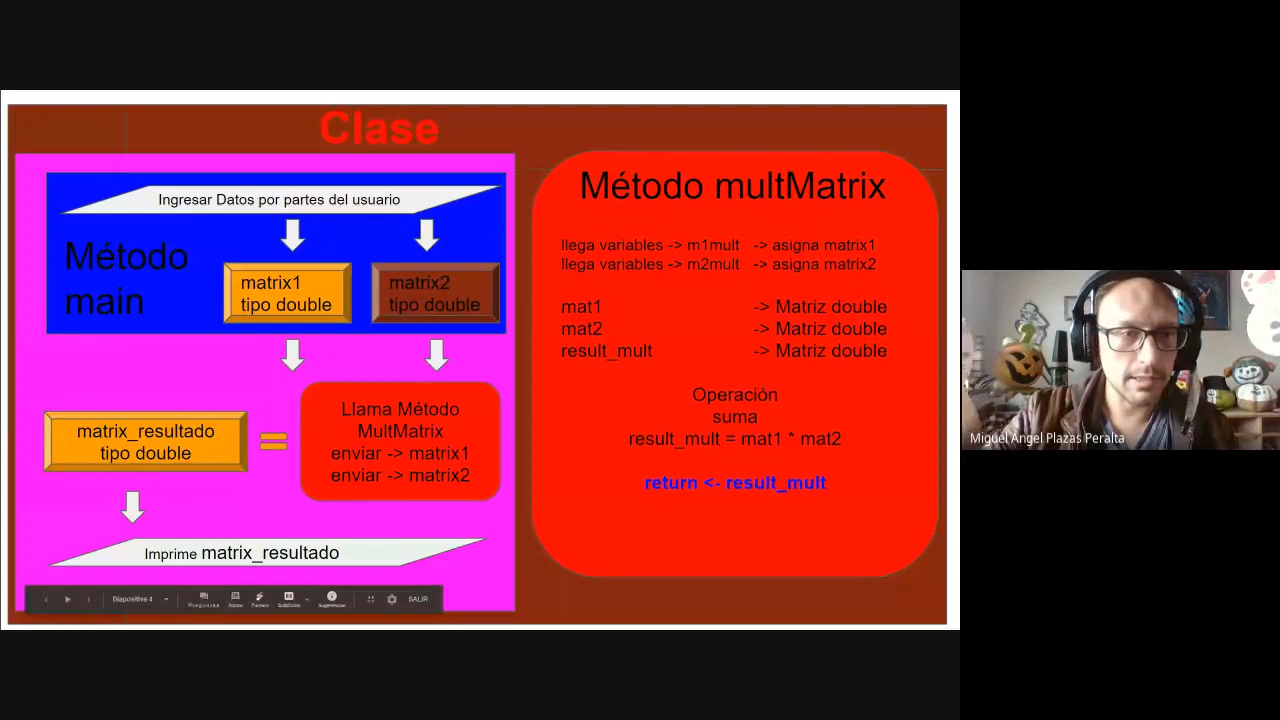 Clase
Ingresar Datos por partes del usuario
Método
main
matrix1
tipo double
matrix2
tipo double
matrix_resultado
tipo double
Llama Método
MultMatrix
enviar -> matrix1
enviar -> matrix2
Imprime matrix_resultado
Diapositiva 4
SALIR
Método multMatrix
llega variables -> m1mult -> asigna matrix1
llega variables -> m2mult -> asigna matrix2
mat1 -> Matriz double
mat2 -> Matriz double
result_mult -> Matriz double
Operación
suma
result_mult = mat1 * mat2
return <- result_mult
Miguel Angel Plazas Peralta